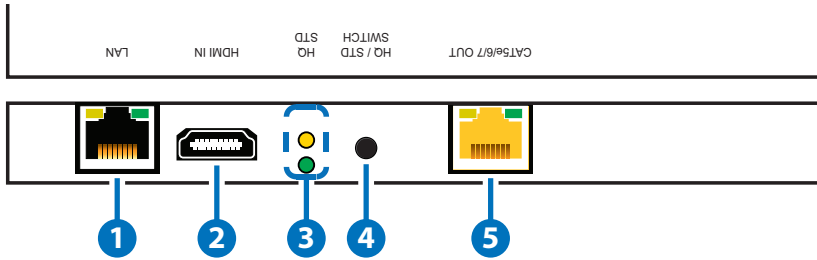 LAN
HDMI IN
HQ
STD
HQ / STD
SWITCH
CAT5e/6/7 OUT
1
2
3
4
5